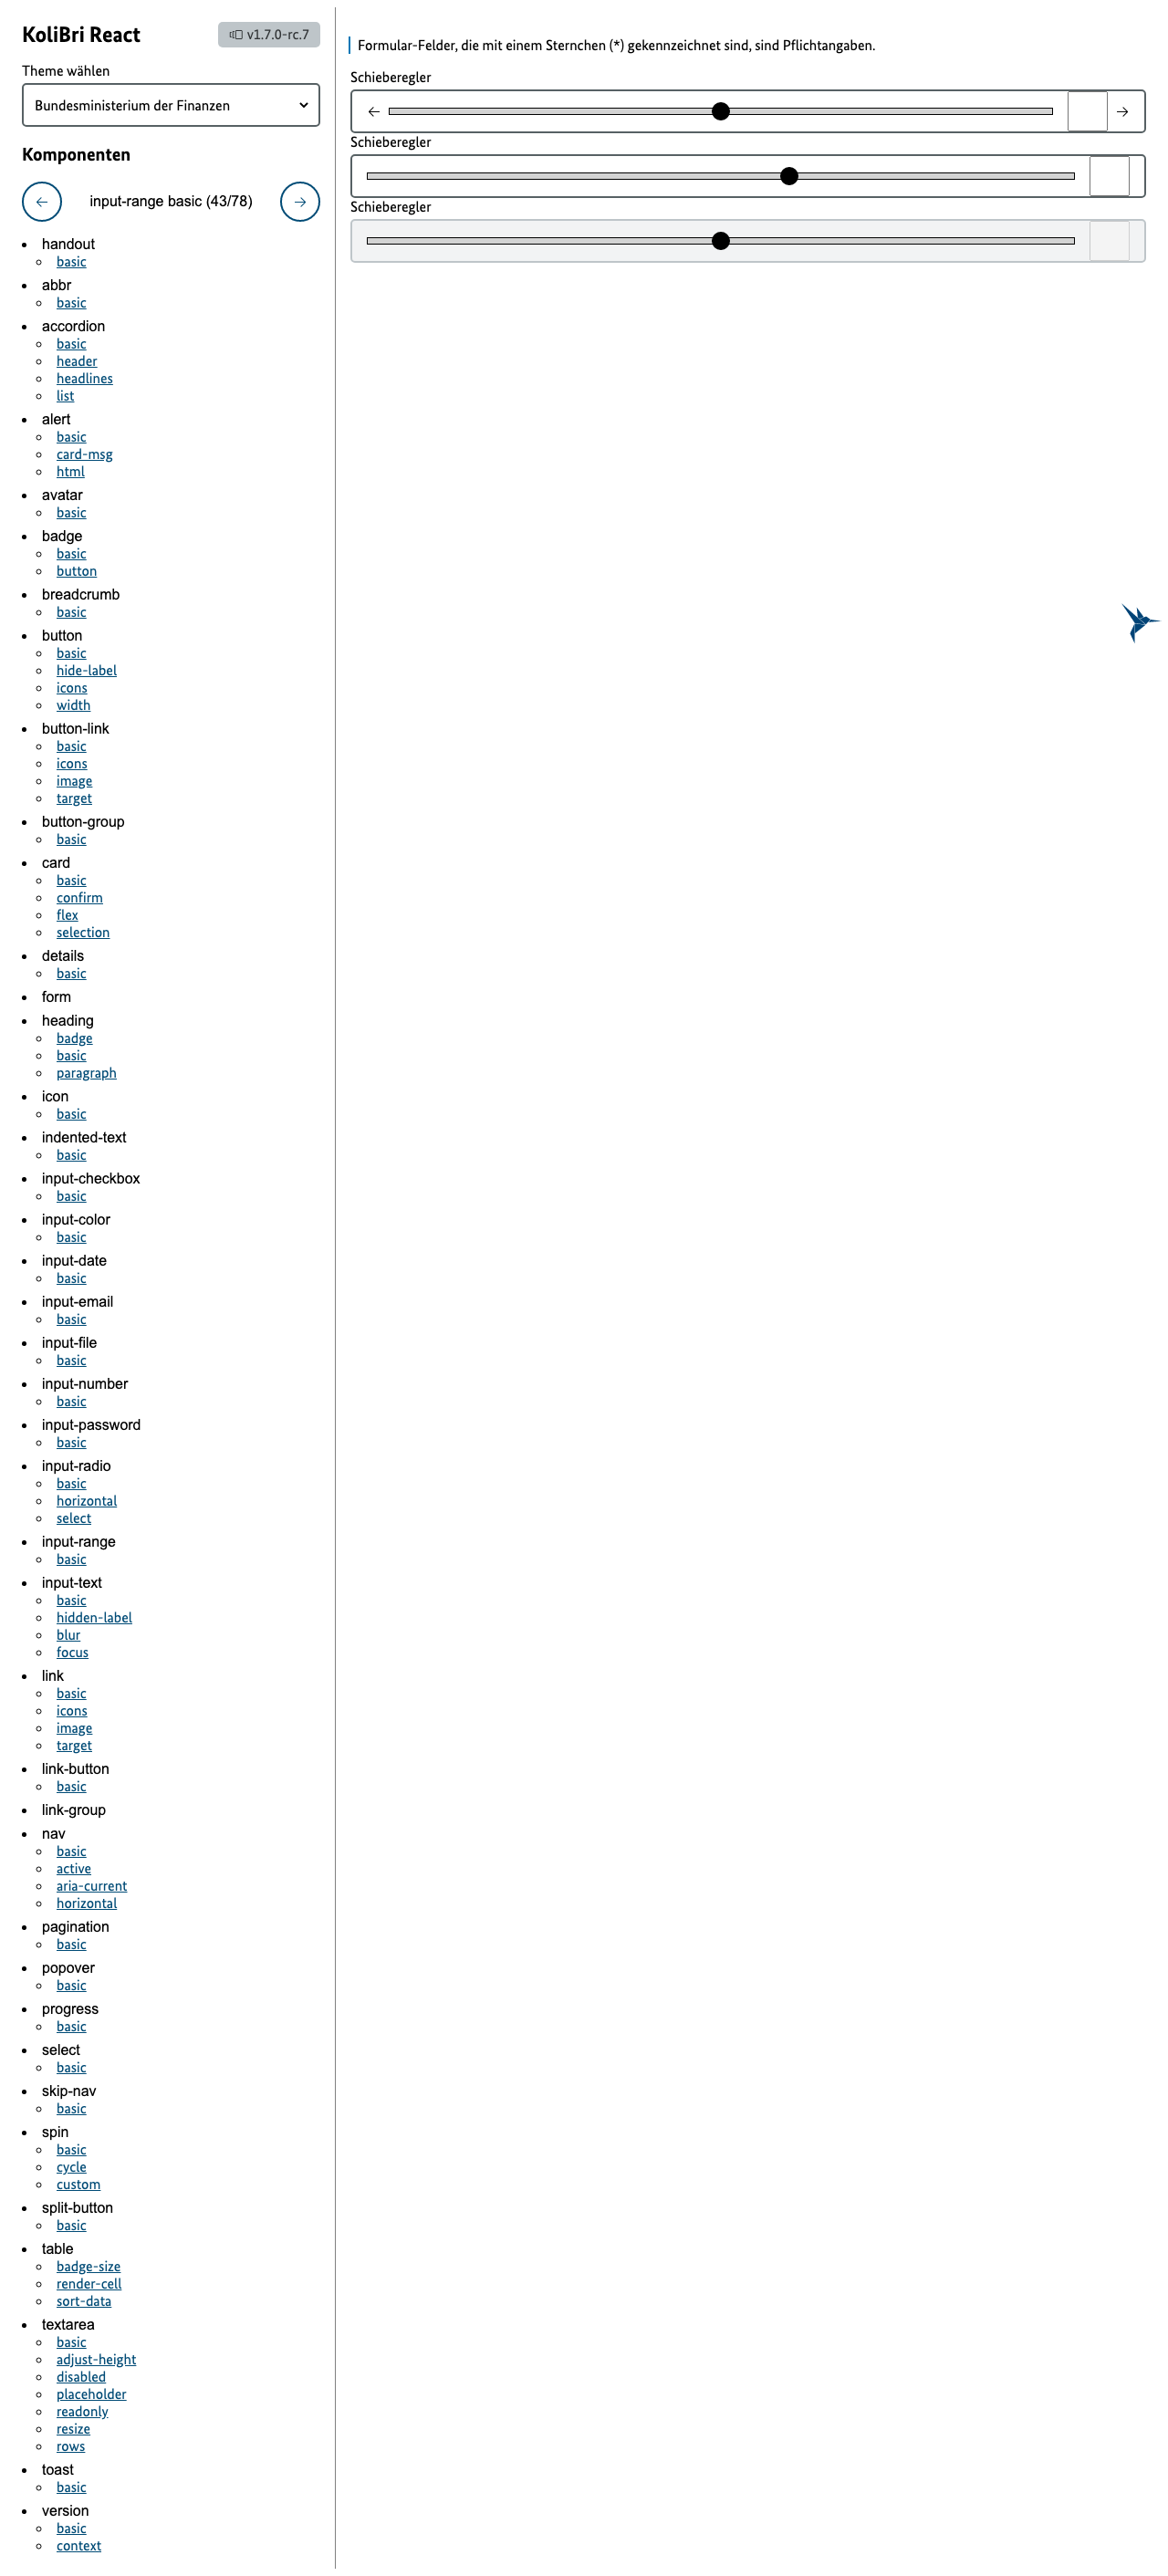 KoliBri React
v1.7.0-rc.7
Theme wählen
Bundesministerium der Finanzen
Komponenten
input-range basic (43/78)
handout
basic
abbr
basic
accordion
basic
header
headlines
list
alert
basic
card-msg
html
avatar
basic
badge
basic
button
breadcrumb
basic
button
basic
hide-label
icons
width
button-link
basic
icons
image
target
button-group
basic
card
basic
confirm
flex
selection
details
basic
form
heading
badge
basic
paragraph
icon
basic
indented-text
basic
input-checkbox
basic
input-color
basic
input-date
basic
input-email
basic
input-file
basic
input-number
basic
input-password
basic
input-radio
basic
horizontal
select
input-range
basic
input-text
basic
hidden-label
blur
focus
link
basic
icons
image
target
link-button
basic
link-group
nav
basic
active
aria-current
horizontal
pagination
basic
popover
basic
progress
basic
select
basic
skip-nav
basic
spin
basic
cycle
custom
split-button
basic
table
badge-size
render-cell
sort-data
textarea
basic
adjust-height
disabled
placeholder
readonly
resize
rows
toast
basic
version
basic
context
Formular-Felder, die mit einem Sternchen (*) gekennzeichnet sind, sind Pflichtangaben.
Schieberegler
Schieberegler
Schieberegler